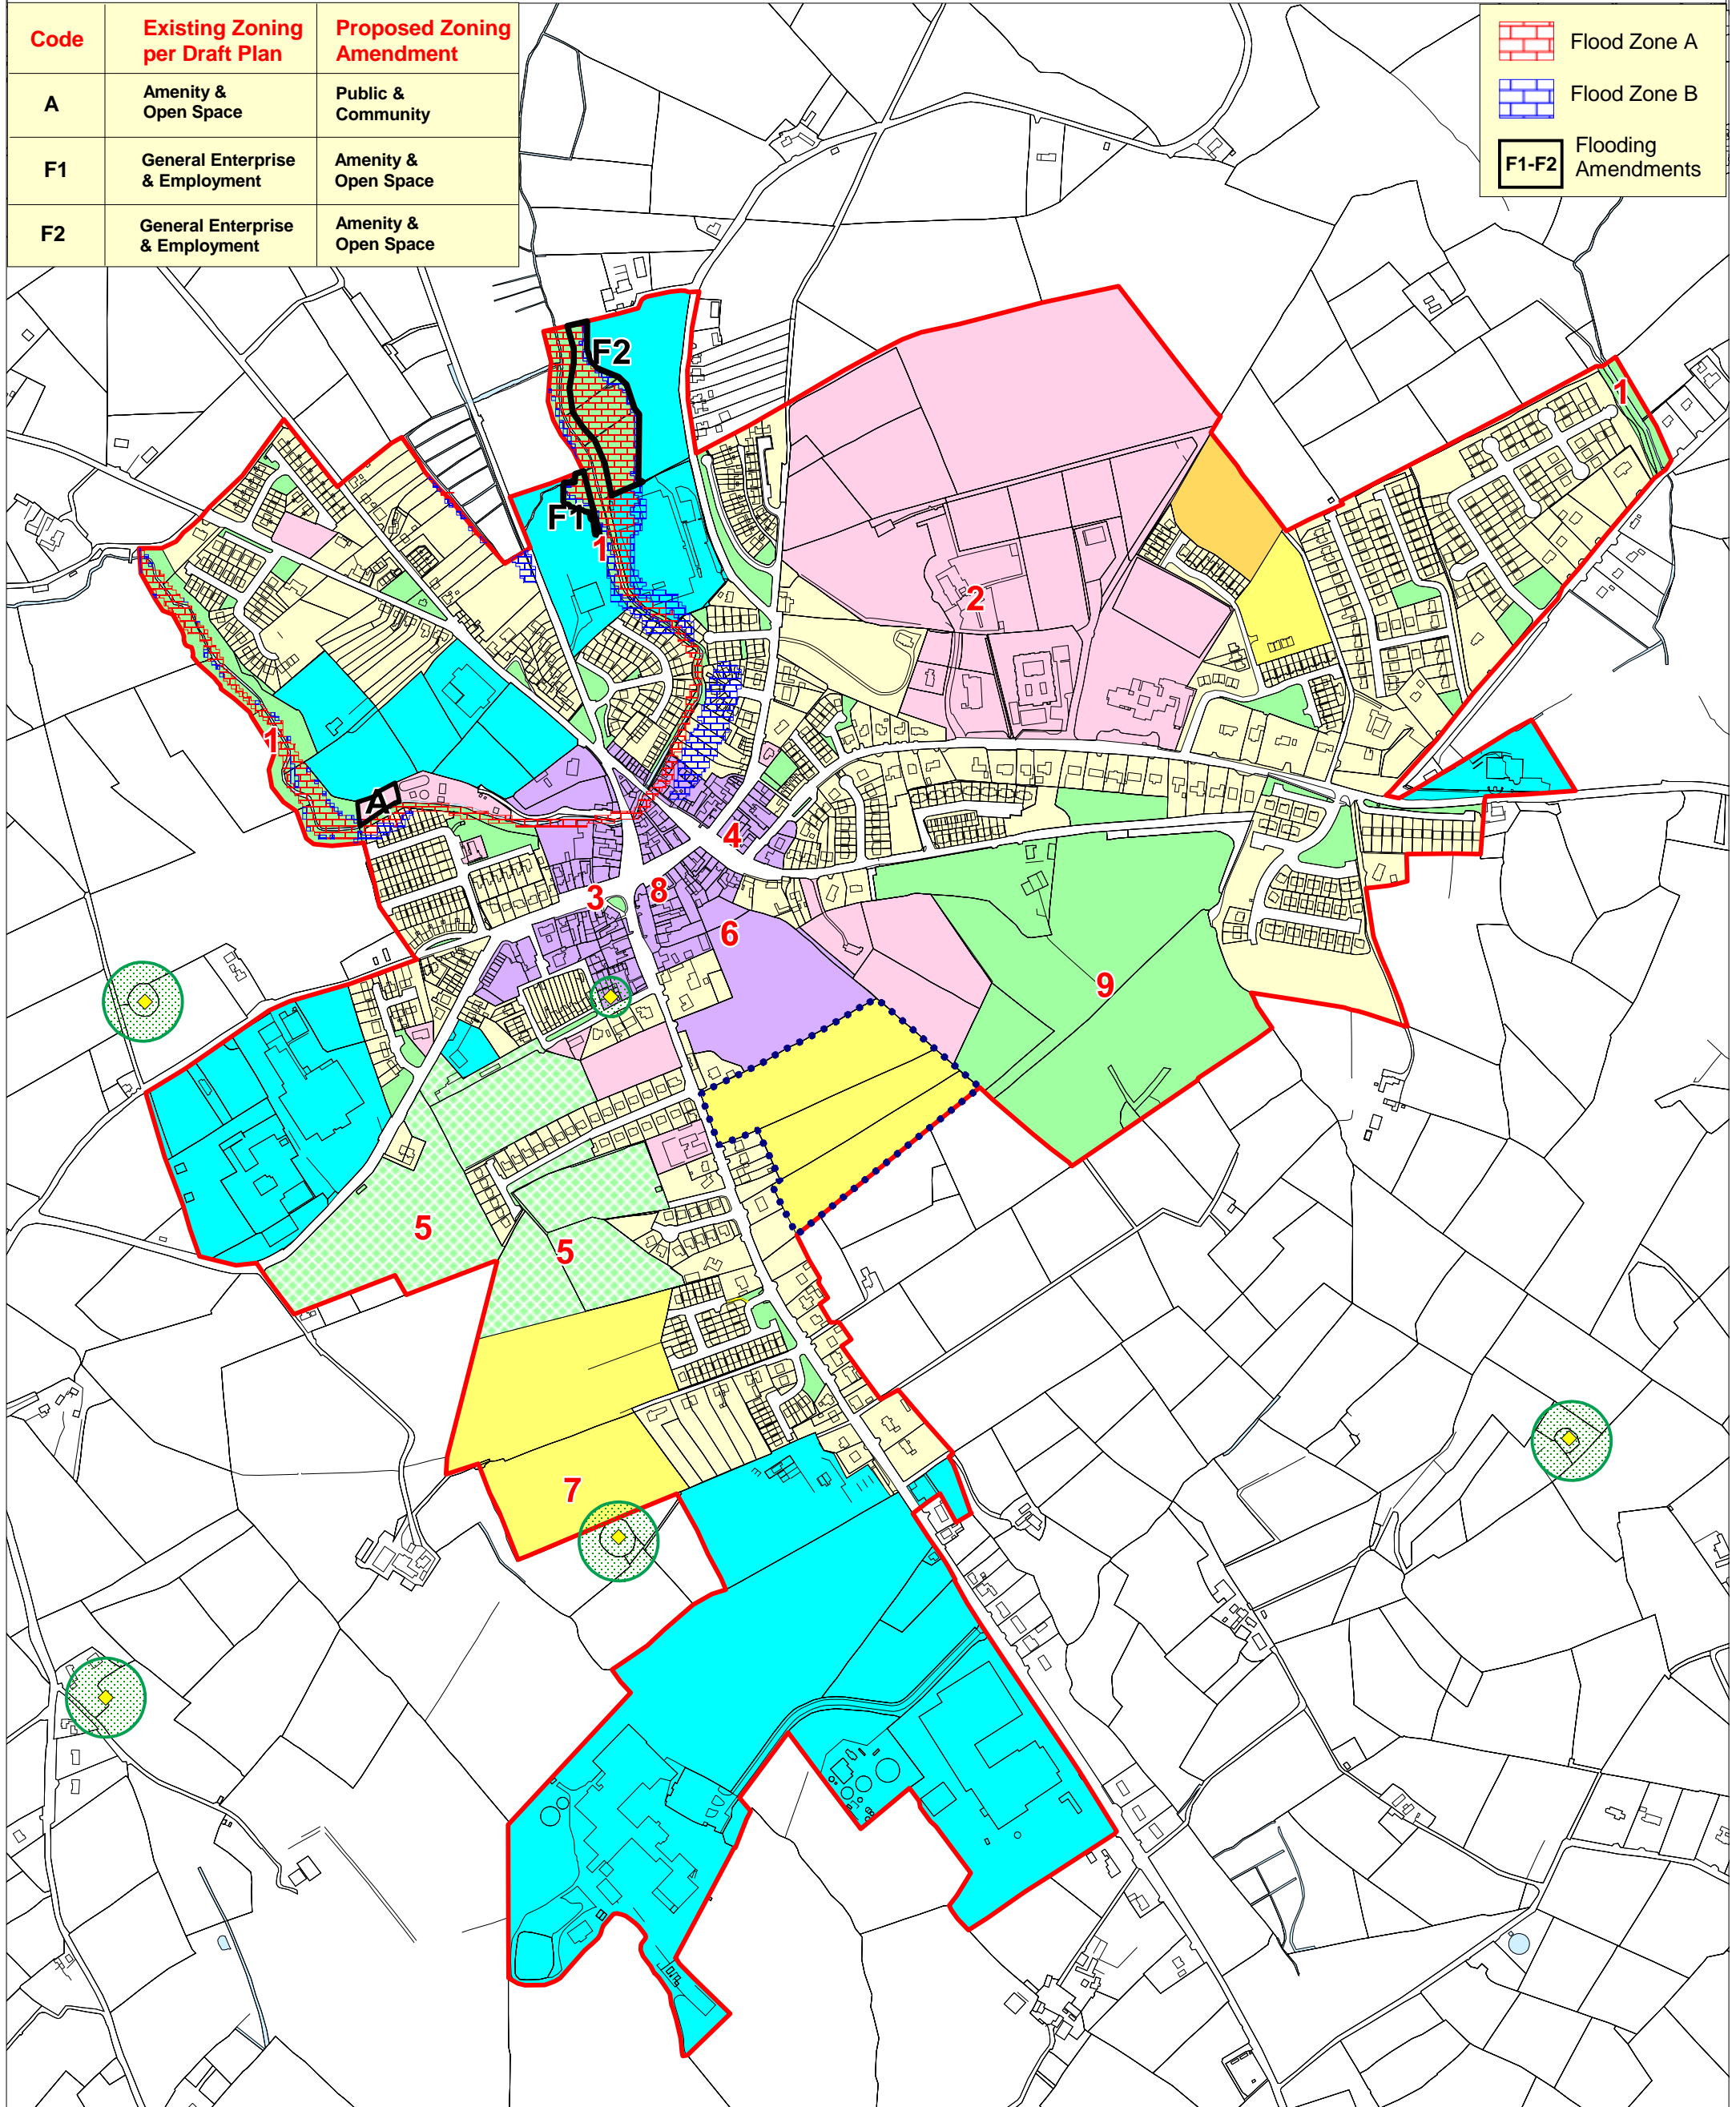 Code
Existing Zoning
per Draft Plan
Proposed Zoning
Amendment
A
Amenity &
Open Space
Public &
Community
F1
General Enterprise
& Employment
Amenity &
Open Space
F2
General Enterprise
& Employment
Amenity &
Open Space
Flood Zone A
Flood Zone B
F1-F2
Flooding
Amendments
F2
1
F1
1
2
1
A
4
3
8
6
9
5
5
7